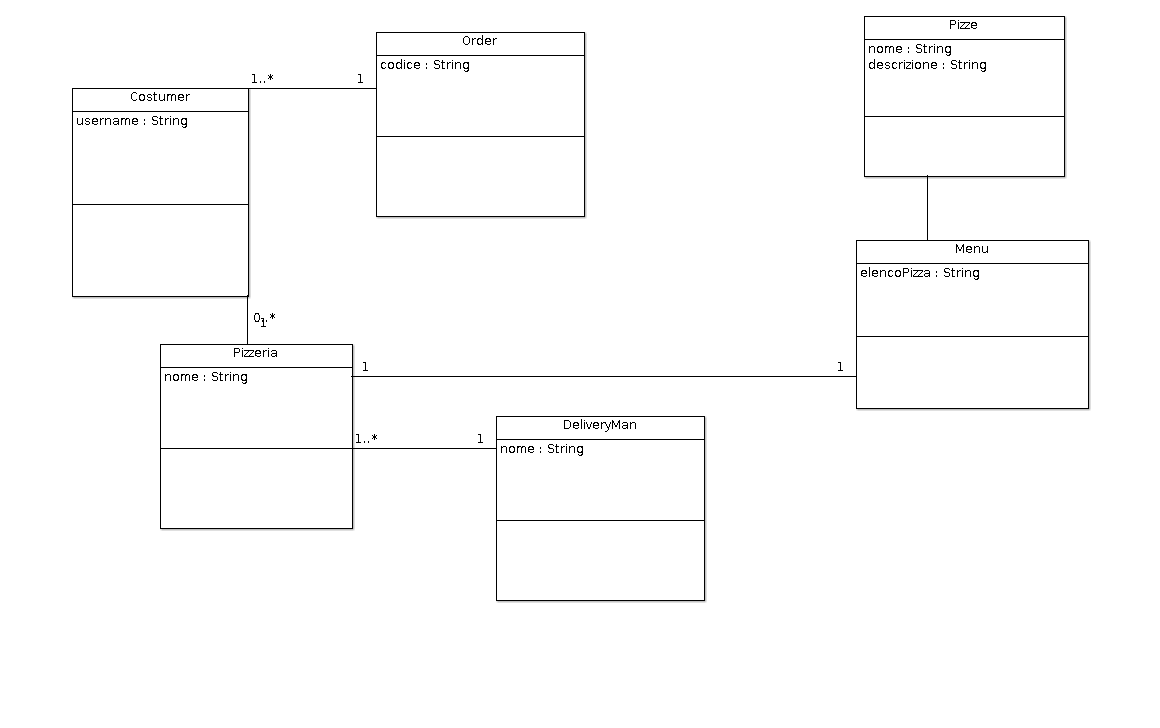 Pizze
nome : String
descrizione : String
Order
codice : String
1..*
1
Costumer
username : String
Menu
elencoPizza : String
0..*
1
Pizzeria
nome : String
1
1
1..*
1
DeliveryMan
nome : String